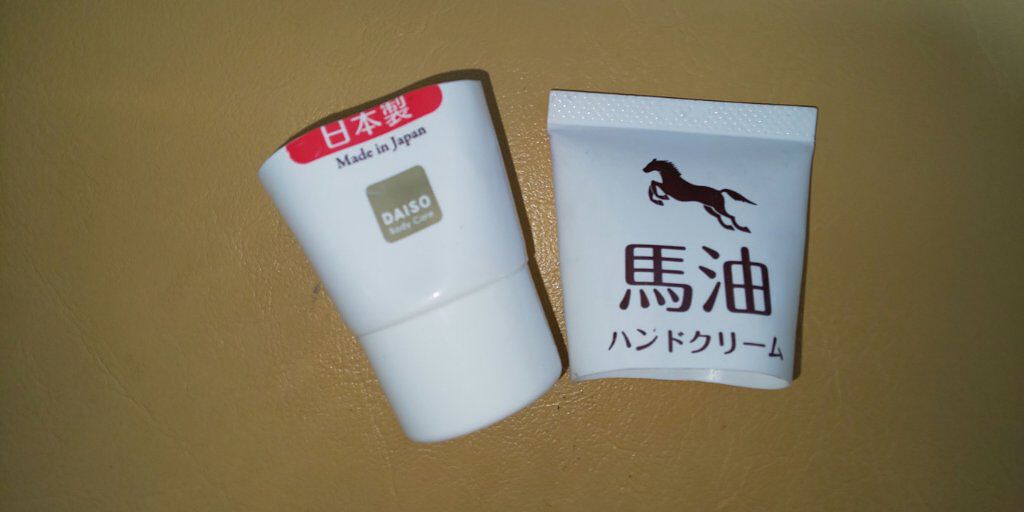 日本製
Made in Japan
DAISO
Body Care
馬油
ハンドクリーム